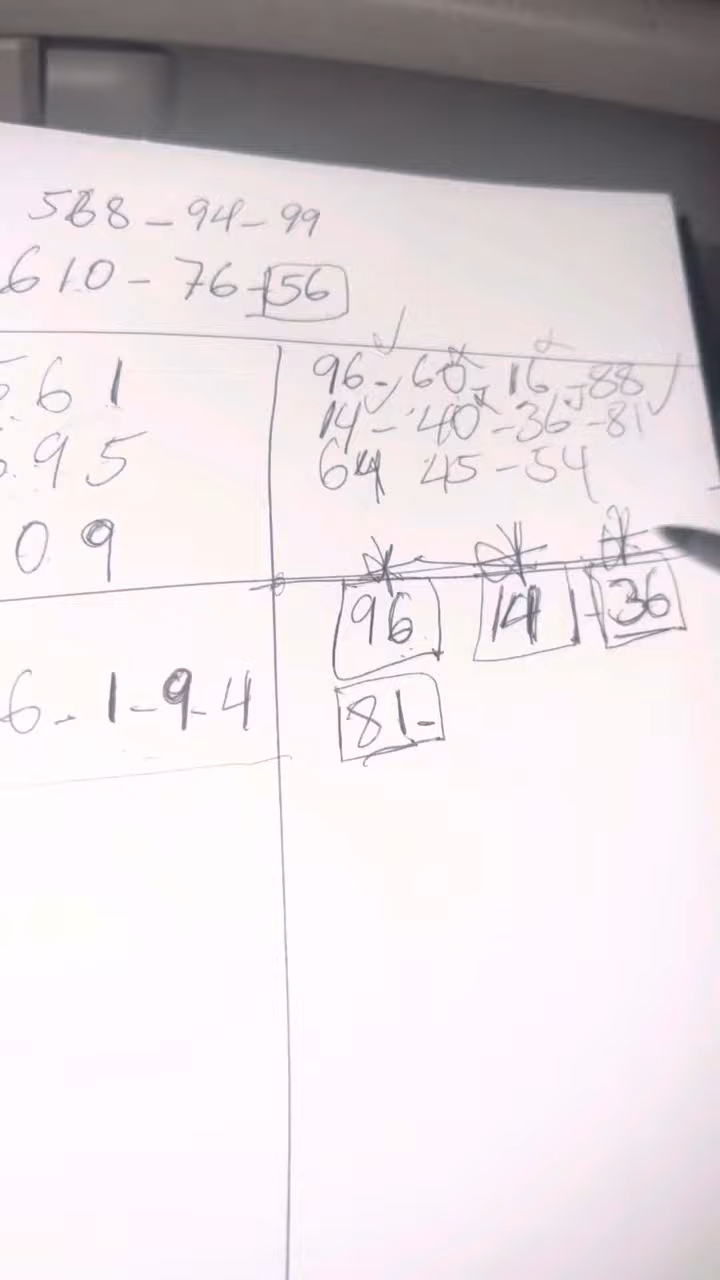 588 - 94 - 99
610 - 76 - 56
561
96 - 60 - 16 - 88
14 - 40 - 36 - 81
595
64 45 - 54
09
96 14 - 36
6 - 1 - 9 - 4
81 -